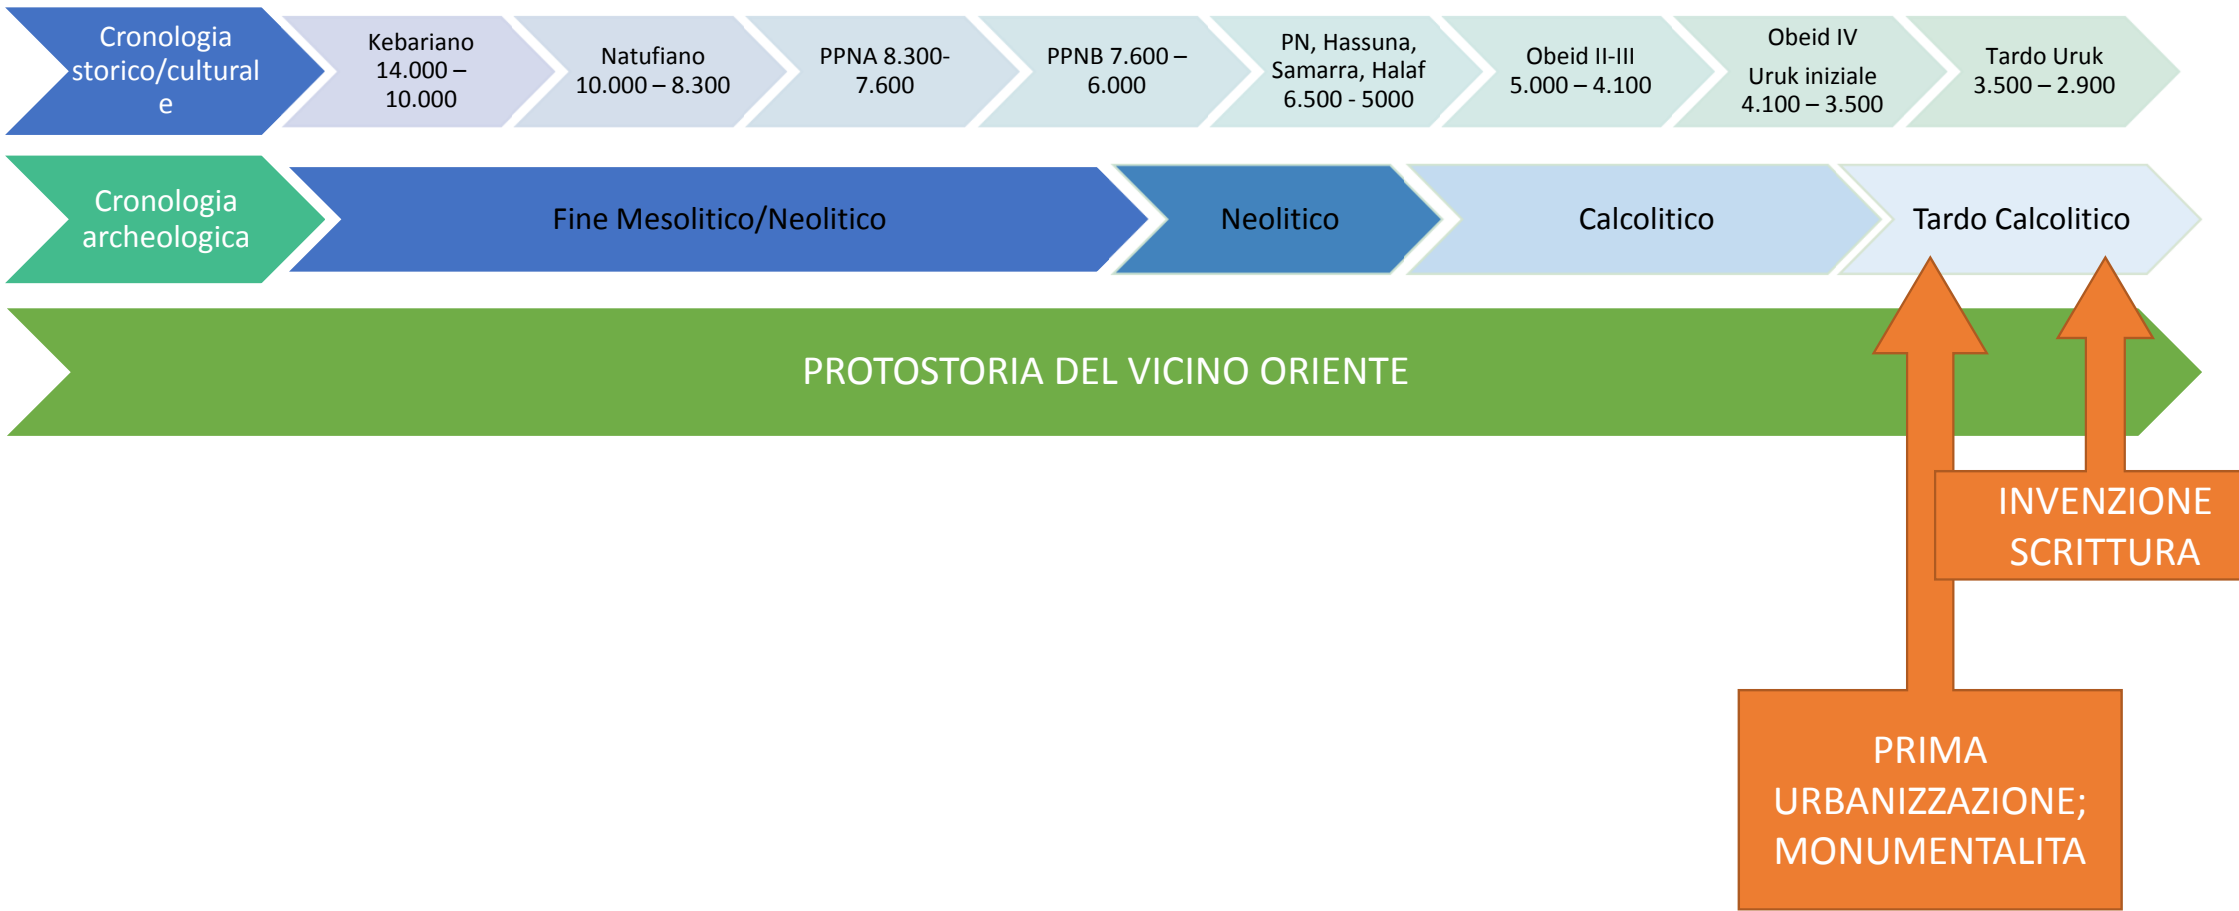 Cronologia
storico/cultural
e
Kebariano
14.000 –
10.000
Natufiano
10.000 – 8.300
PPNA 8.300-
7.600
PPNB 7.600 –
6.000
PN, Hassuna,
Samarra, Halaf
6.500 - 5000
Obeid II-III
5.000 – 4.100
Obeid IV
Uruk iniziale
4.100 – 3.500
Tardo Uruk
3.500 – 2.900
Cronologia
archeologica
Fine Mesolitico/Neolitico
Neolitico
Calcolitico
Tardo Calcolitico
PROTOSTORIA DEL VICINO ORIENTE
INVENZIONE
SCRITTURA
PRIMA
URBANIZZAZIONE;
MONUMENTALITA